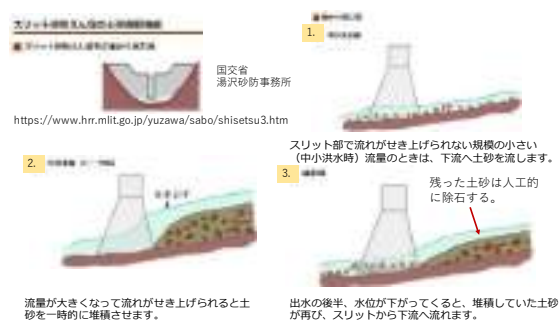 国交省
湯沢砂防事務所
https://www.hrr.mlit.go.jp/yuzawa/sabo/shisetsu3.htm
1.
スリット部で流れがせき上げられない規模の小さい
（中小洪水時）流量のときは、下流へ土砂を流します。
2.
流量が大きくなって流れがせき上げられると土
砂を一時的に堆積させます。
3.
残った土砂は人工的
に除石する。
出水の後半、水位が下がってくると、堆積していた土砂
が再び、スリットから下流へ流れます。